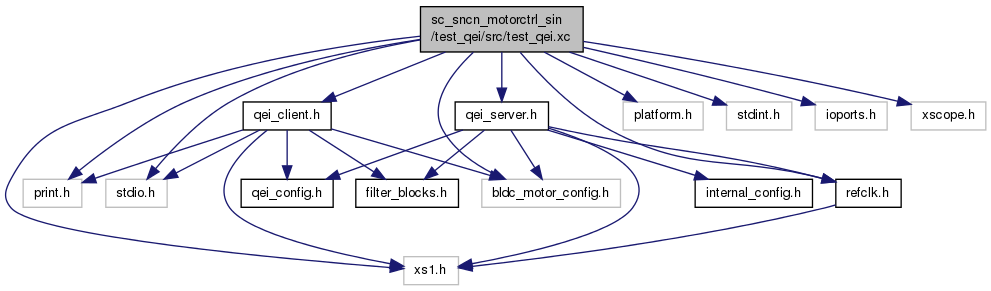 sc_sncn_motorctrl_sin
/test_qei/src/test_qei.xc
qei_client.h
qei_server.h
platform.h
stdint.h
ioports.h
xscope.h
print.h
stdio.h
qei_config.h
filter_blocks.h
bldc_motor_config.h
internal_config.h
refclk.h
xs1.h